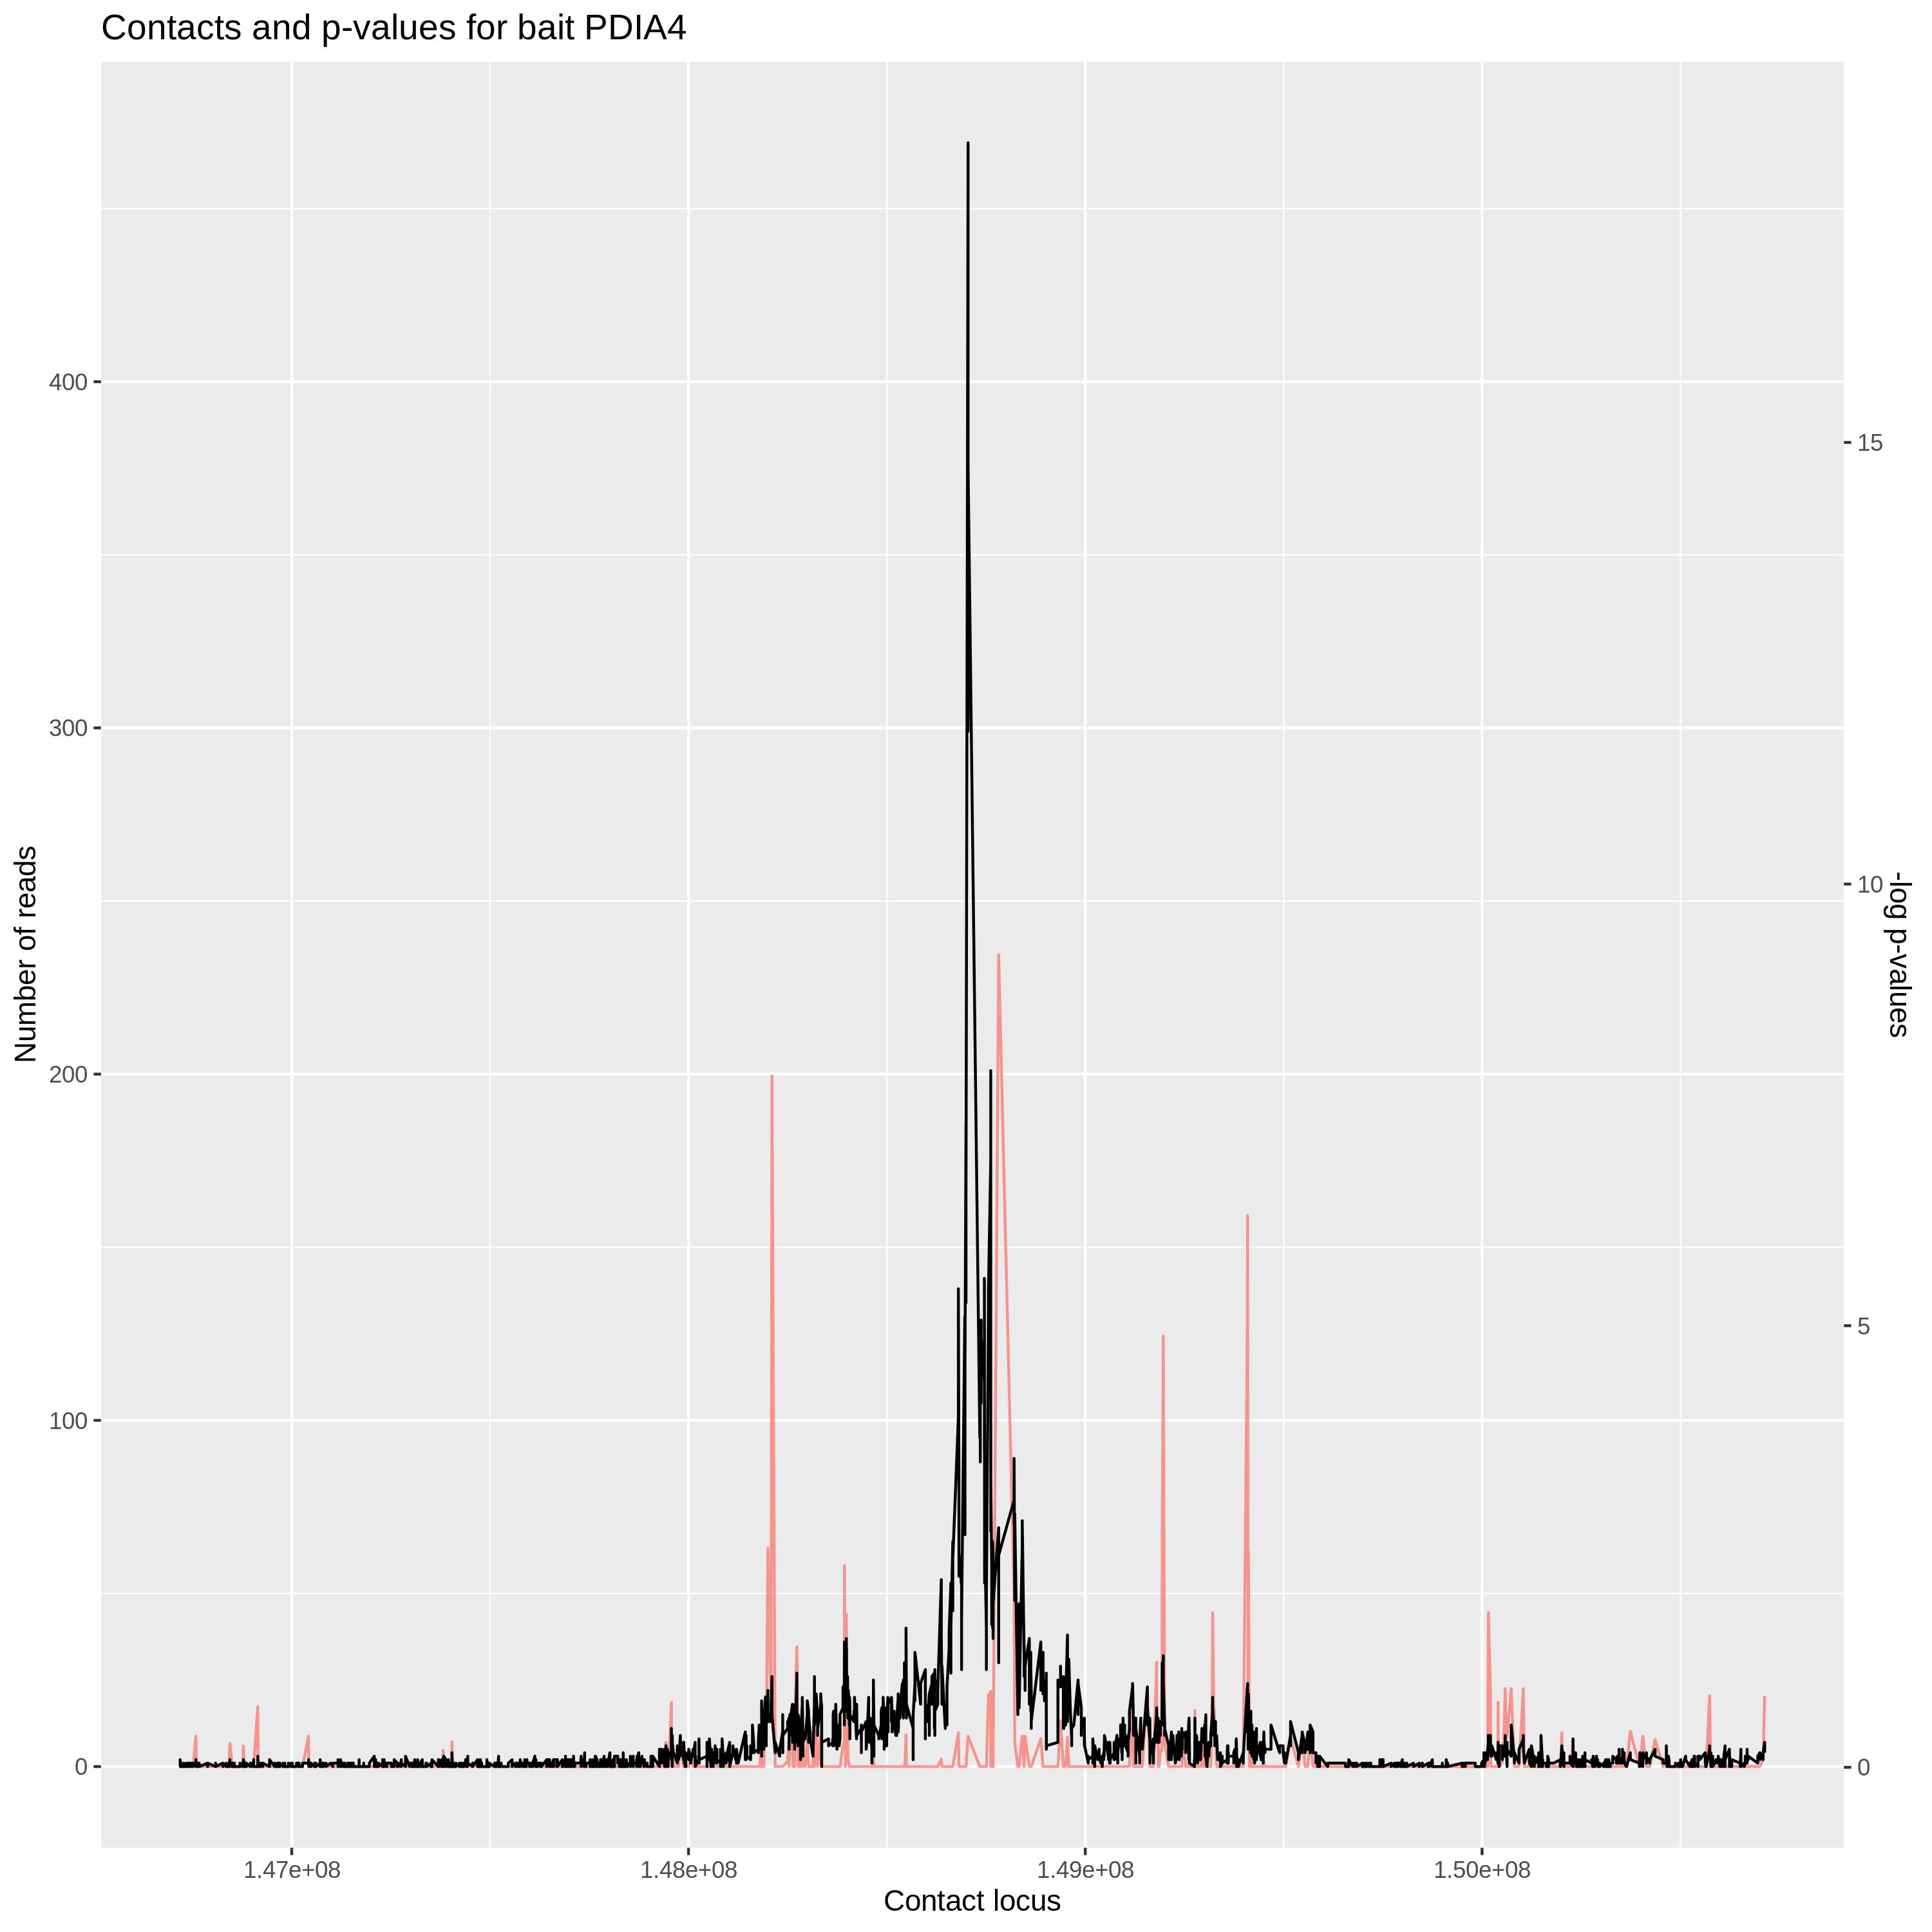 Contacts and p-values for bait PDIA4
Number of reads
400
300
200
100
0
15
10
5
0
-log p-values
1.47e+08 1.48e+08 1.49e+08 1.50e+08
Contact locus